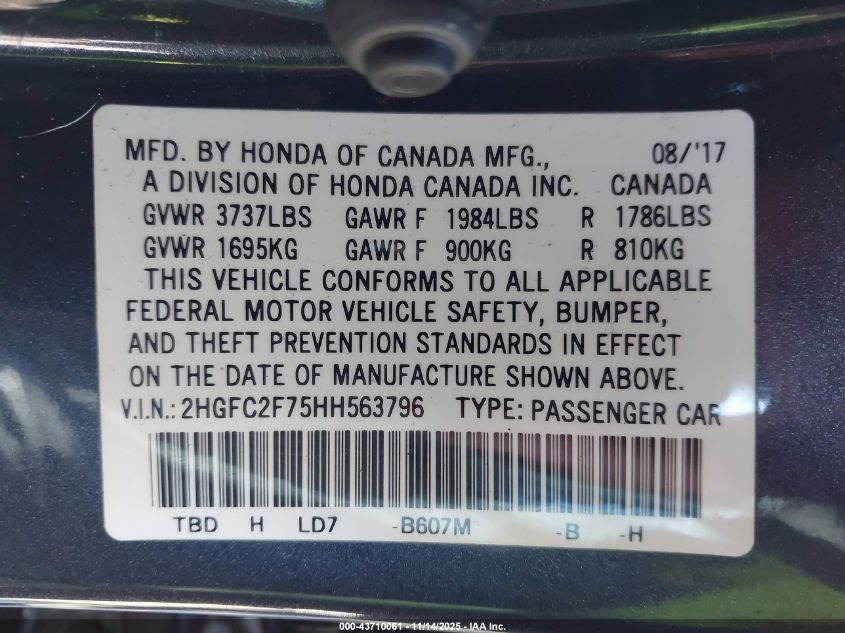 MFD. BY HONDA OF CANADA MFG., 08/'17
A DIVISION OF HONDA CANADA INC. CANADA
GVWR 3737LBS GAWR F 1984LBS R 1786LBS
GVWR 1695KG GAWR F 900KG R 810KG
THIS VEHICLE CONFORMS TO ALL APPLICABLE
FEDERAL MOTOR VEHICLE SAFETY, BUMPER,
AND THEFT PREVENTION STANDARDS IN EFFECT
ON THE DATE OF MANUFACTURE SHOWN ABOVE.
V.I.N.: 2HGFC2F75HH563796 TYPE: PASSENGER CAR
TBD H LD7 -B607M -B -H
000-43710061 - 11/14/2025 - IAA Inc.